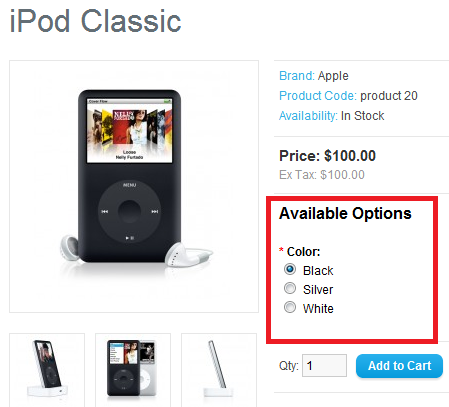 iPod Classic
Cover Flow
Loose
Nelly Furtado
MENU
Brand: Apple
Product Code: product 20
Availability: In Stock
Price: $100.00
Ex Tax: $100.00
Available Options
* Color:
Black
Silver
White
Qty: 1 Add to Cart